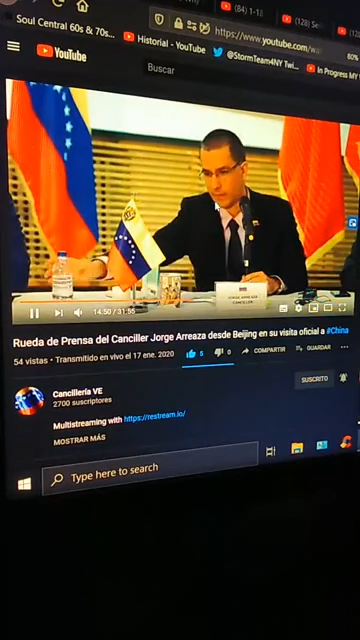 (84) 1-18
(128) Se
(12
Soul Central 60s & 70s...
Historial - YouTube
https://www.youtube.com/w
@StormTeam4NY Twi...
In Progress MY
80%
YouTube
Buscar
JORGE ARREAZA
CANCILLER
14:50 / 31:55
Rueda de Prensa del Canciller Jorge Arreaza desde Beijing en su visita oficial a #China
54 vistas • Transmitido en vivo el 17 ene. 2020
5
0
COMPARTIR
GUARDAR
Cancillería VE
2700 suscriptores
SUSCRITO
Multistreaming with https://restream.io/
MOSTRAR MÁS
Type here to search